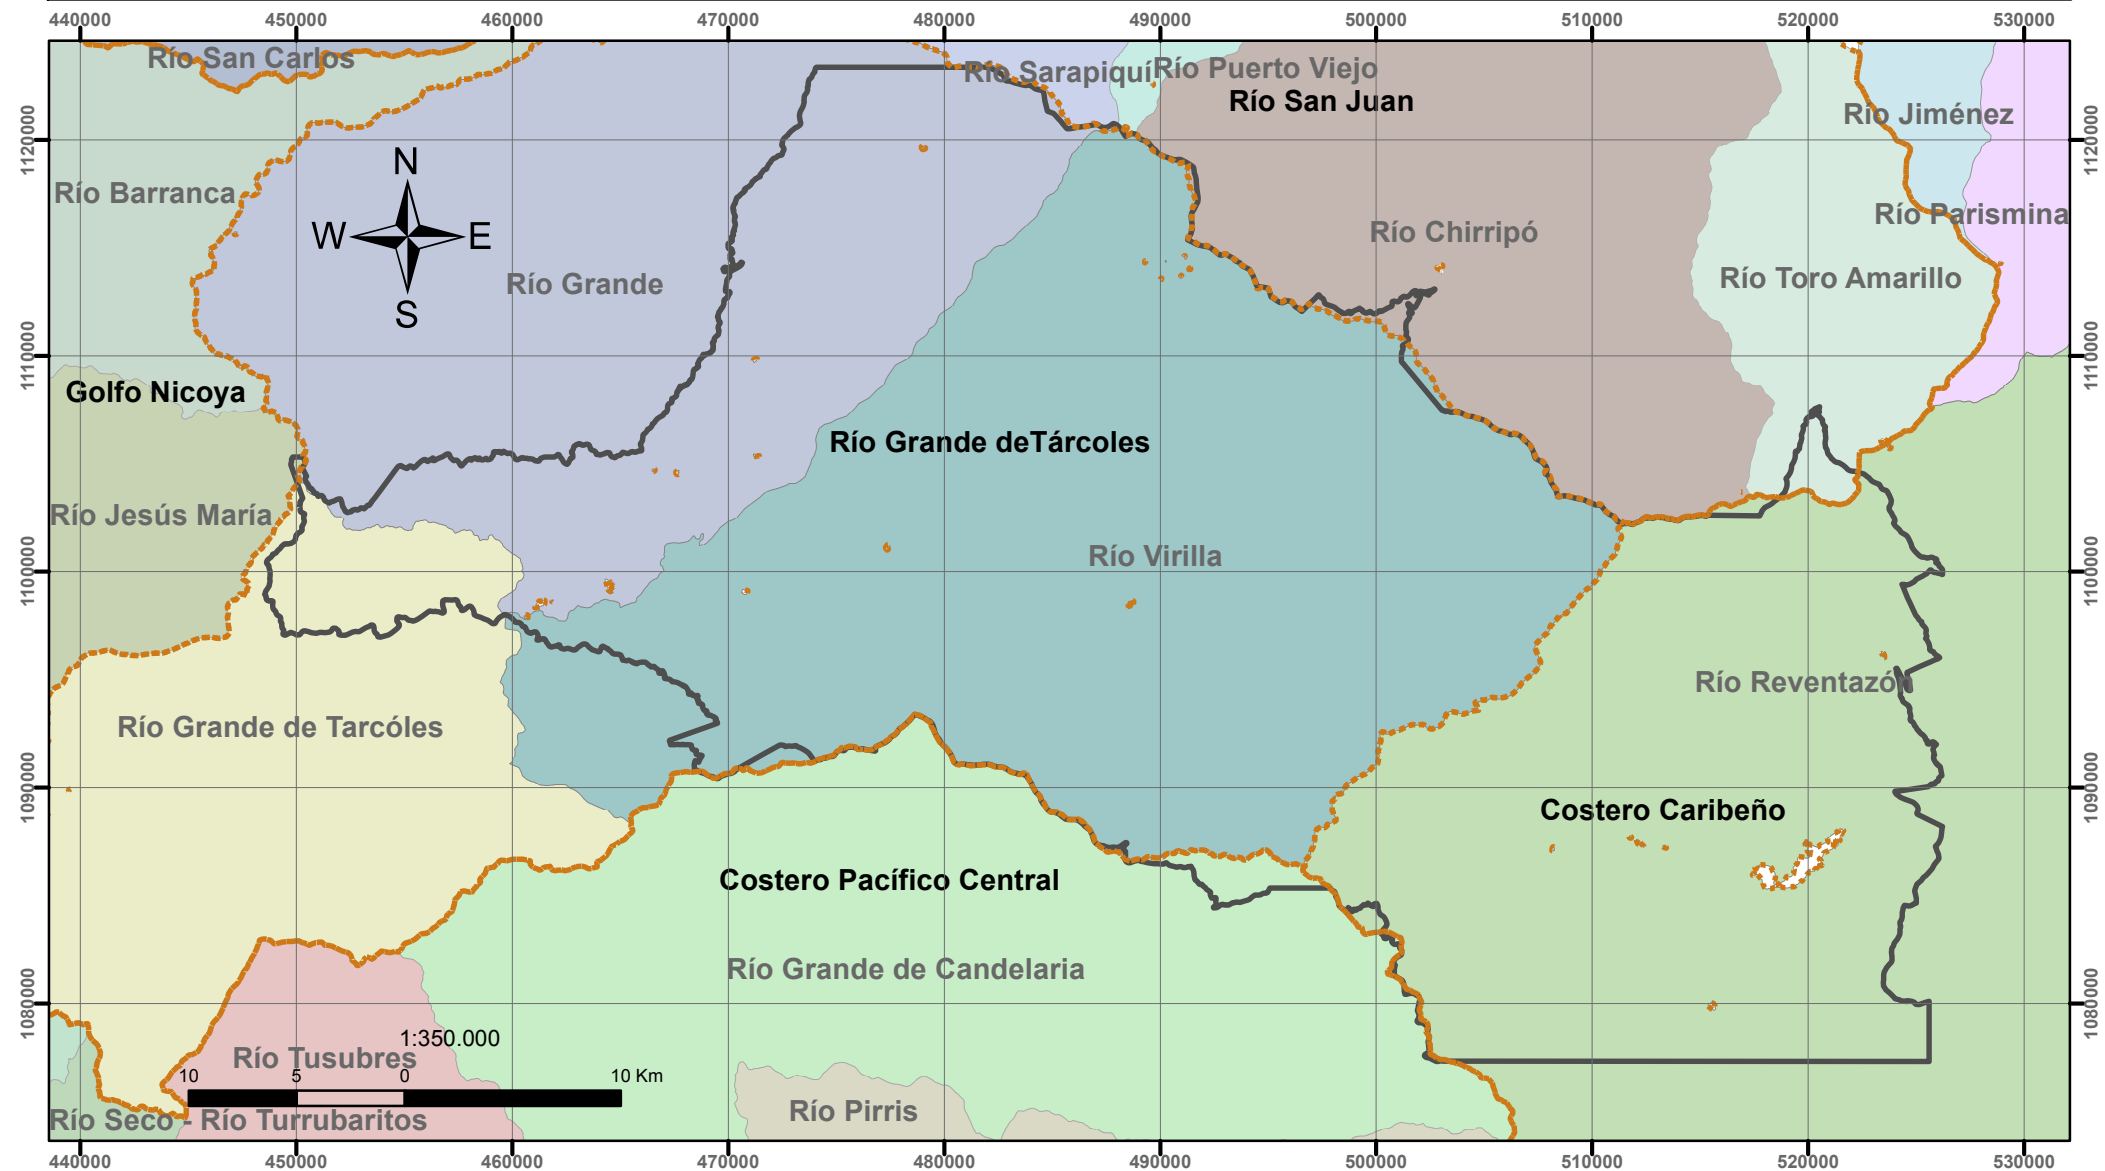 440000 450000 460000 470000 480000 490000 500000 510000 520000 530000
Río San Carlos
Río Sarapiquí
Río Puerto Viejo
Río San Juan
Río Jiménez
1120000
1120000
N
Río Barranca
W
E
Río Parismina
Río Chirripó
Río Grande
Río Toro Amarillo
S
1110000
1110000
Golfo Nicoya
Río Grande deTárcoles
Río Jesús María
Río Virilla
1100000
1100000
Río Reventazón
Río Grande de Tarcóles
1090000
1090000
Costero Caribeño
Costero Pacífico Central
Río Grande de Candelaria
1080000
1080000
1:350.000
Río Tusubres
10 5 0 10 Km
Río Pirris
Río Seco - Río Turrubaritos
440000 450000 460000 470000 480000 490000 500000 510000 520000 530000